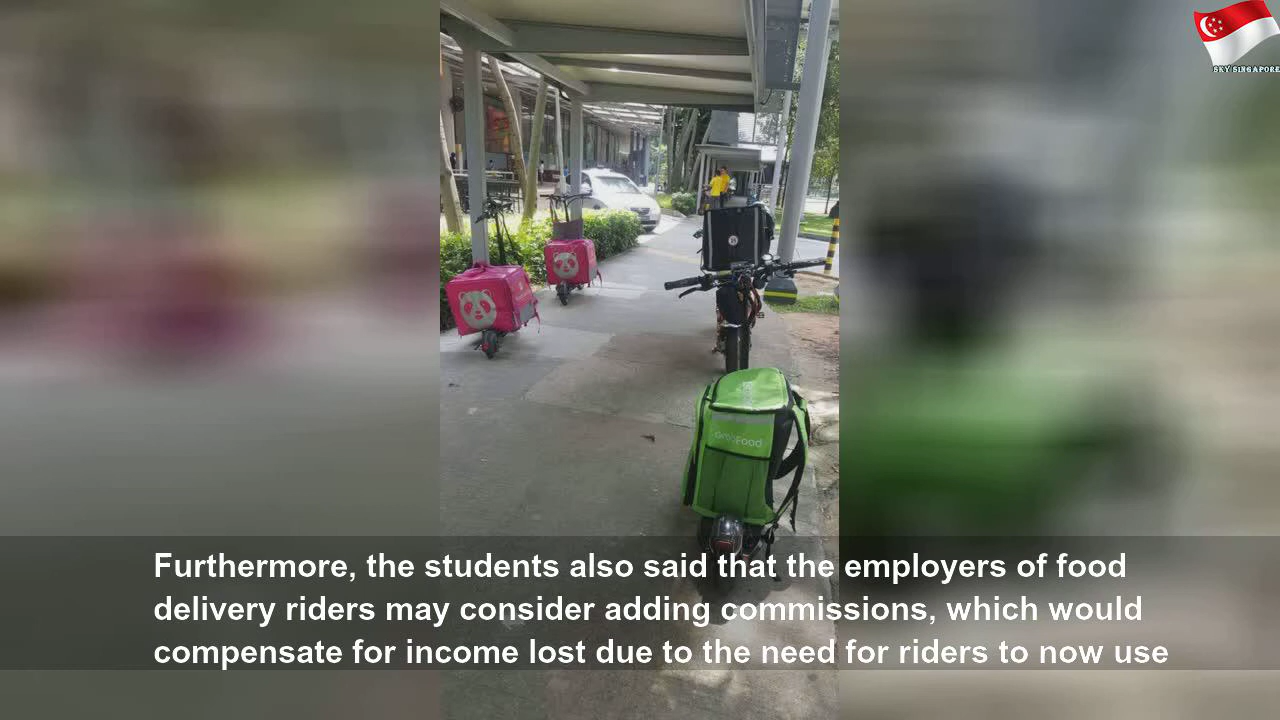 SKY SINGAPORE
GrabFood
Furthermore, the students also said that the employers of food
delivery riders may consider adding commissions, which would
compensate for income lost due to the need for riders to now use